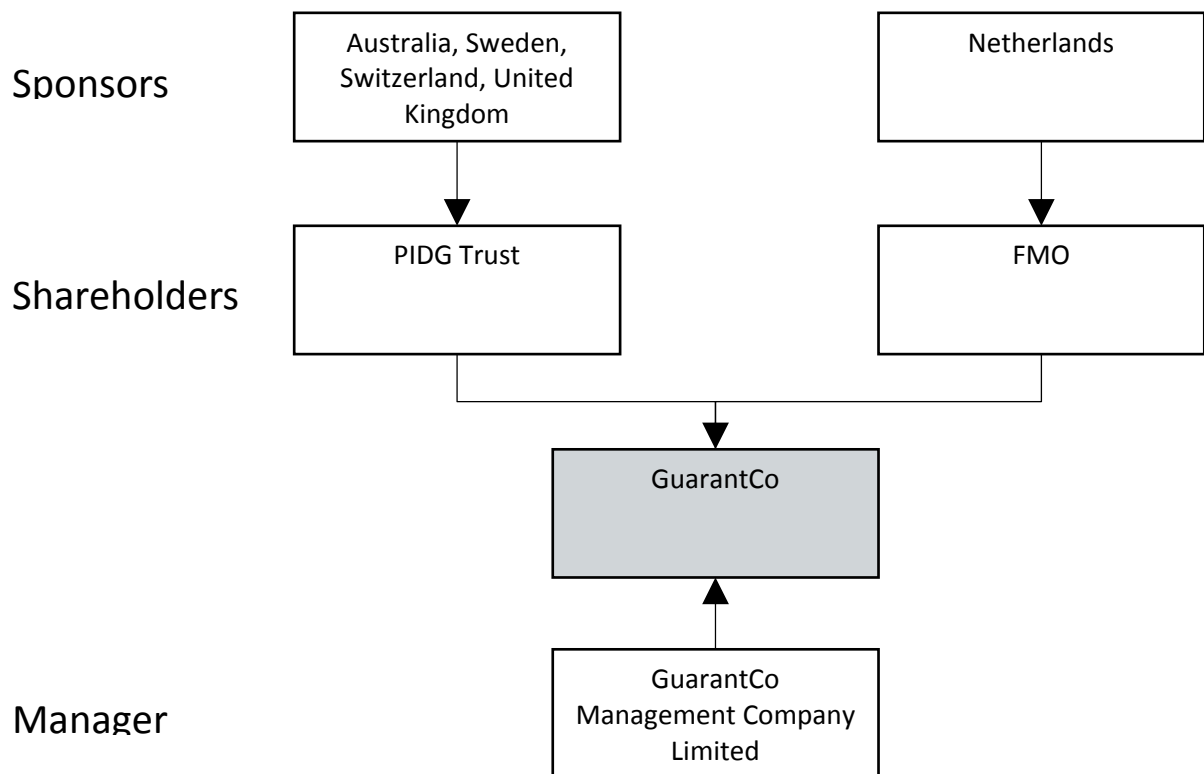 Sponsors
Australia, Sweden,
Switzerland, United
Kingdom
Netherlands
Shareholders
PIDG Trust
FMO
GuarantCo
Manager
GuarantCo
Management Company
Limited